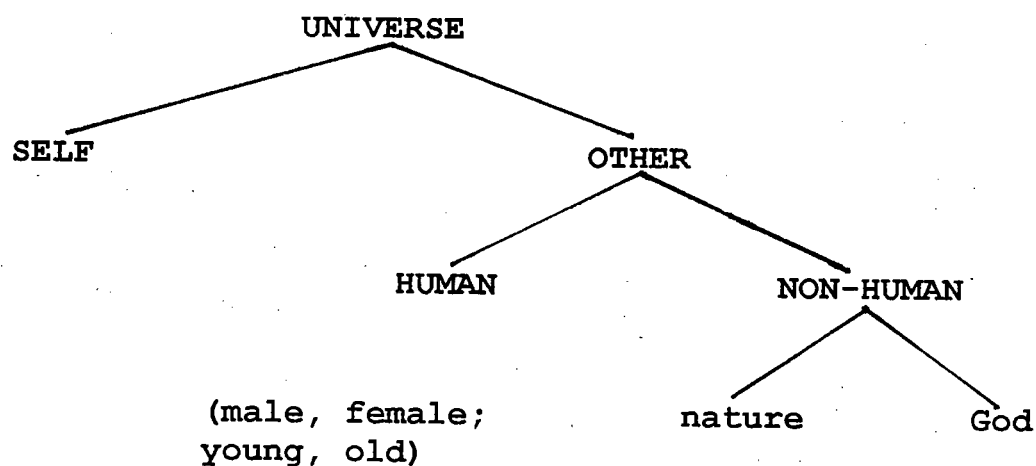 UNIVERSE
SELF
OTHER
HUMAN
NON-HUMAN
(male, female;
young, old)
nature
God